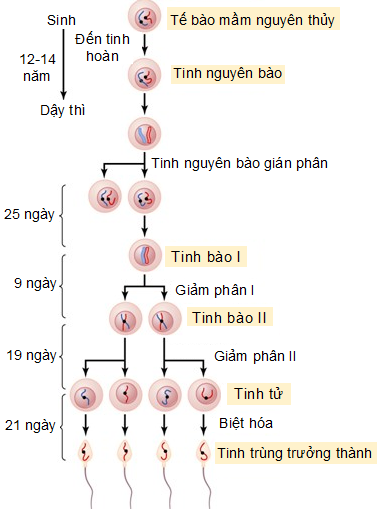 Sinh
Tế bào mầm nguyên thủy
Đến tinh
hoàn
12-14
năm
Tinh nguyên bào
Dậy thì
Tinh nguyên bào gián phân
25 ngày
Tinh bào I
9 ngày
Giảm phân I
Tinh bào II
19 ngày
Giảm phân II
Tinh tử
21 ngày
Biệt hóa
Tinh trùng trưởng thành